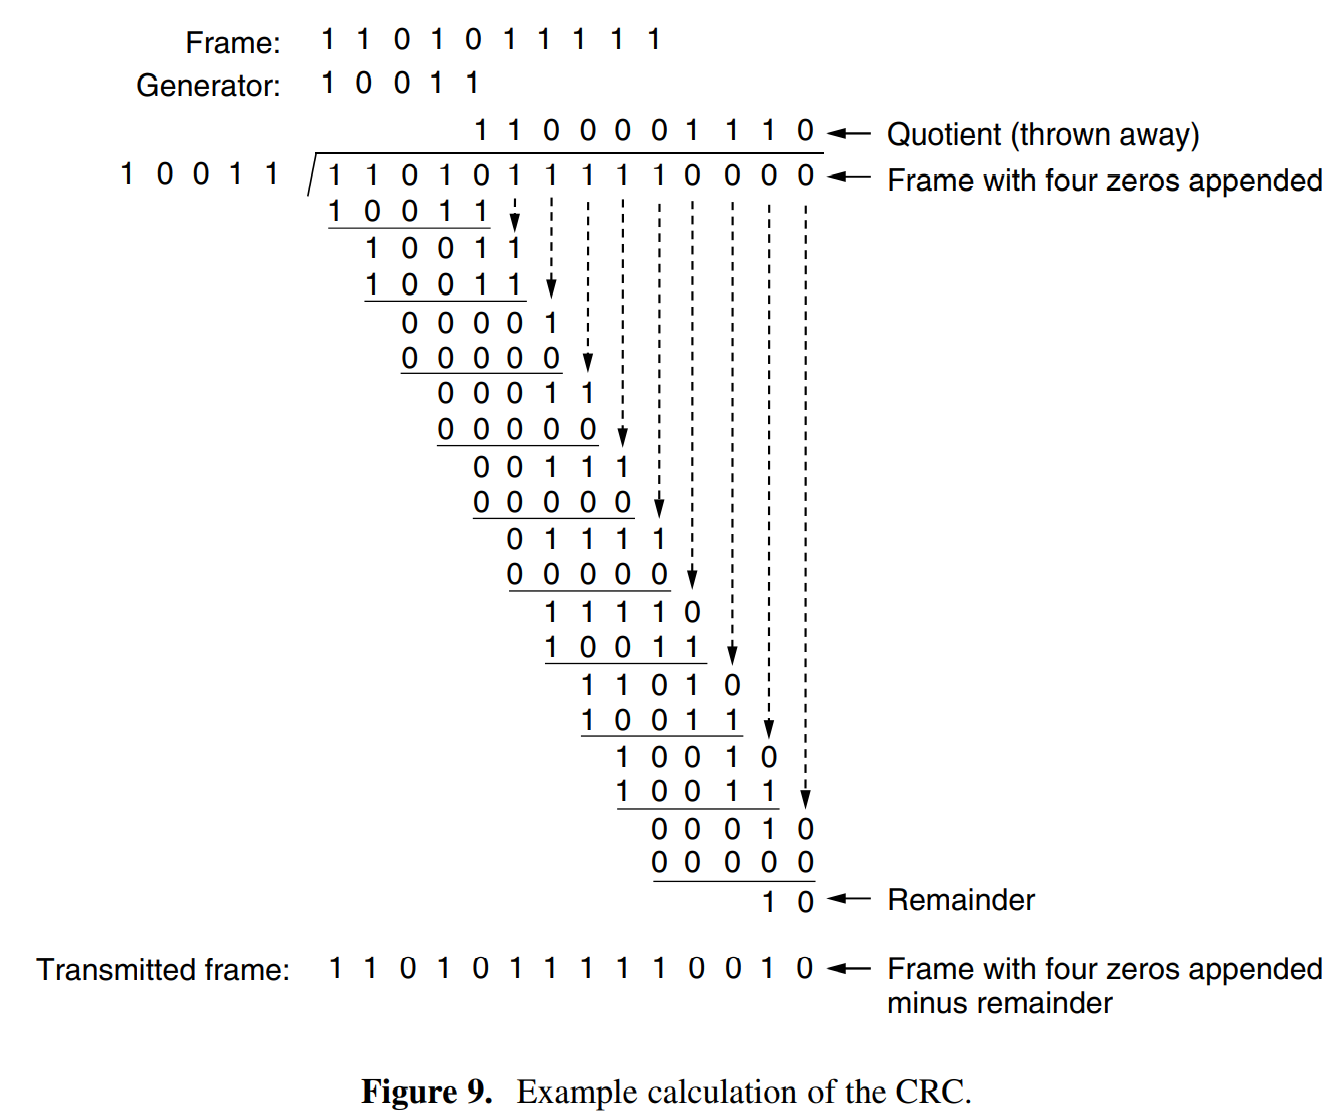 Frame: 1 1 0 1 0 1 1 1 1 1
Generator: 1 0 0 1 1
1 1 0 0 0 0 1 1 1 0 Quotient (thrown away)
1 0 0 1 1 1 1 0 1 0 1 1 1 1 1 0 0 0 0 Frame with four zeros appended
1 0 0 1 1
1 0 0 1 1
1 0 0 1 1
0 0 0 0 1
0 0 0 0 0
0 0 0 1 1
0 0 0 0 0
0 0 1 1 1
0 0 0 0 0
0 1 1 1 1
0 0 0 0 0
1 1 1 1 0
1 0 0 1 1
1 1 0 1 0
1 0 0 1 1
1 0 0 1 0
1 0 0 1 1
0 0 0 1 0
0 0 0 0 0
1 0 Remainder
Transmitted frame: 1 1 0 1 0 1 1 1 1 1 0 0 1 0 Frame with four zeros appended
minus remainder
Figure 9. Example calculation of the CRC.